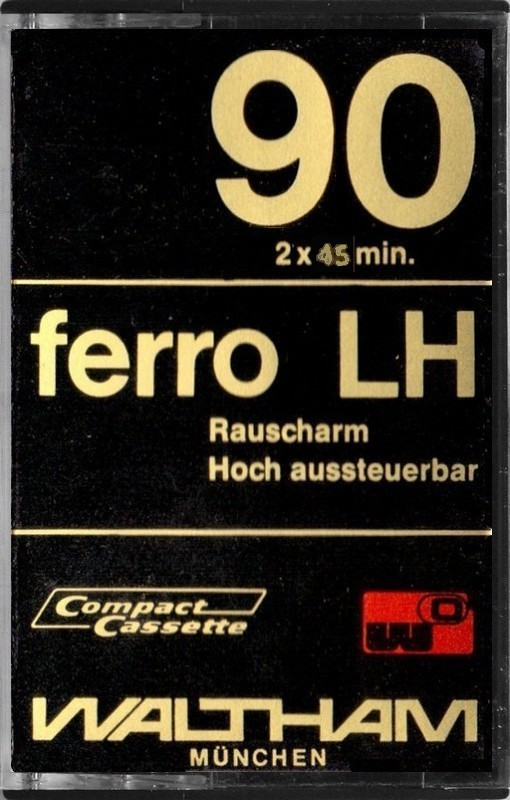 90
2 x 45 min.
ferro LH
Rauscharm
Hoch aussteuerbar
Compact
Cassette
WALTHAM
MÜNCHEN